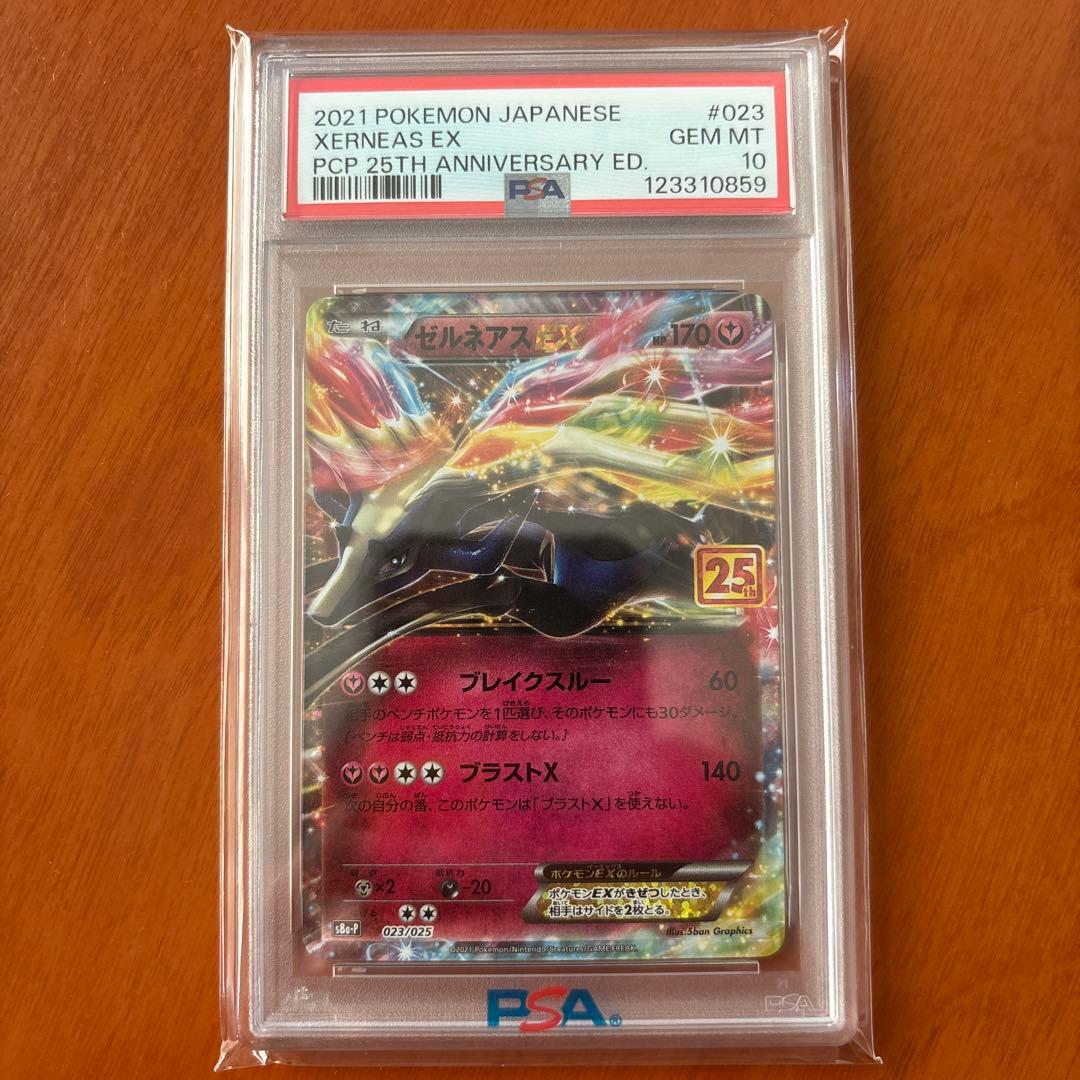 2021 POKEMON JAPANESE #023
XERNEAS EX GEM MT
PCP 25TH ANNIVERSARY ED. 10
PSA 123310859
たね ゼルネアスEX HP170
25th
ブレイクスルー 60
相手のベンチポケモンを1匹選び、そのポケモンにも30ダメージ。
[ベンチは弱点・抵抗力の計算をしない。]
ブラストX 140
次の自分の番、このポケモンは「ブラストX」を使えない。
弱点 抵抗力
×2 -20
ポケモンEXのルール
ポケモンEXがきぜつしたとき、
相手はサイドを2枚とる。
s8a-P 023/025
Illus.5ban Graphics
©2021 Pokémon/Nintendo/Creatures/GAME FREAK.
PSA®
PSA